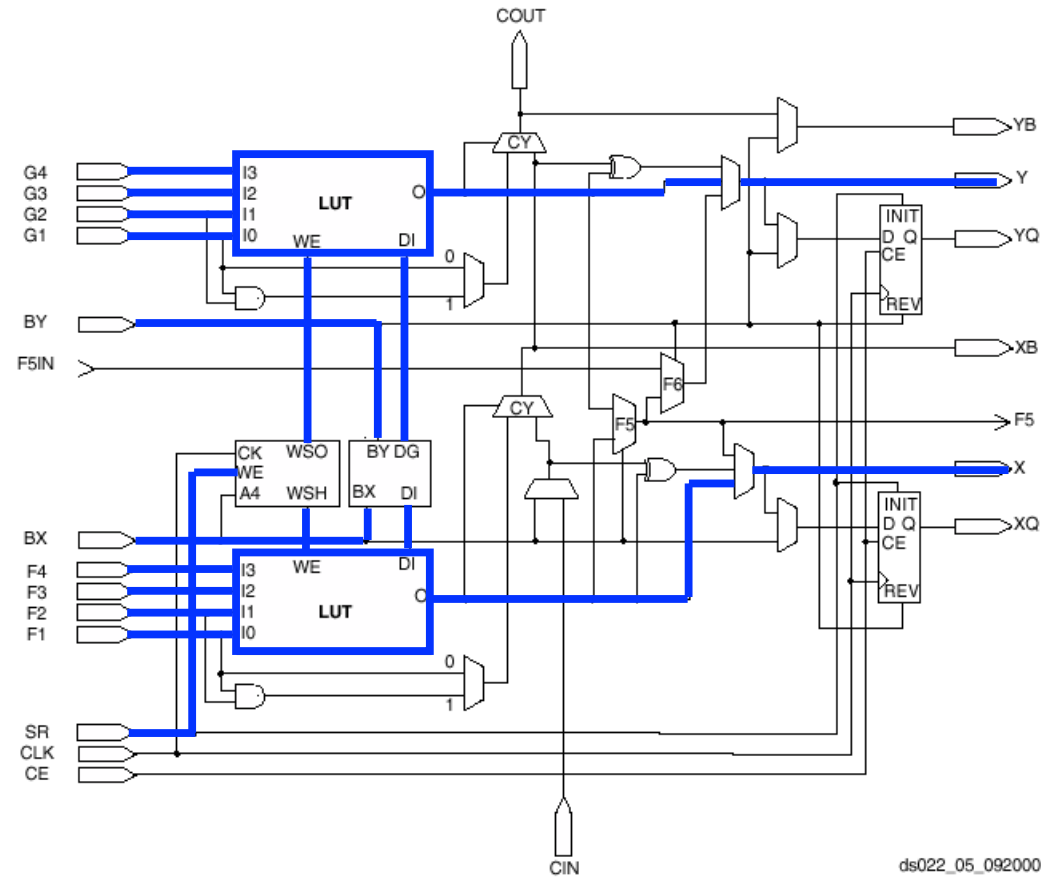 COUT
CY
YB
G4
G3
G2
G1
I3
I2
I1
I0
LUT
O
WE
DI
Y
0
1
INIT
D Q
CE
REV
YQ
BY
F5IN
XB
F6
CY
F5
F5
CK
WE
A4
WSO
WSH
BY DG
BX
DI
X
INIT
D Q
CE
REV
XQ
BX
F4
F3
F2
F1
I3
I2
I1
I0
WE
DI
LUT
O
0
1
SR
CLK
CE
CIN
ds022_05_092000